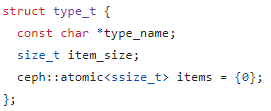 struct type_t {
  const char *type_name;
  size_t item_size;
  ceph::atomic<ssize_t> items = {0};
};